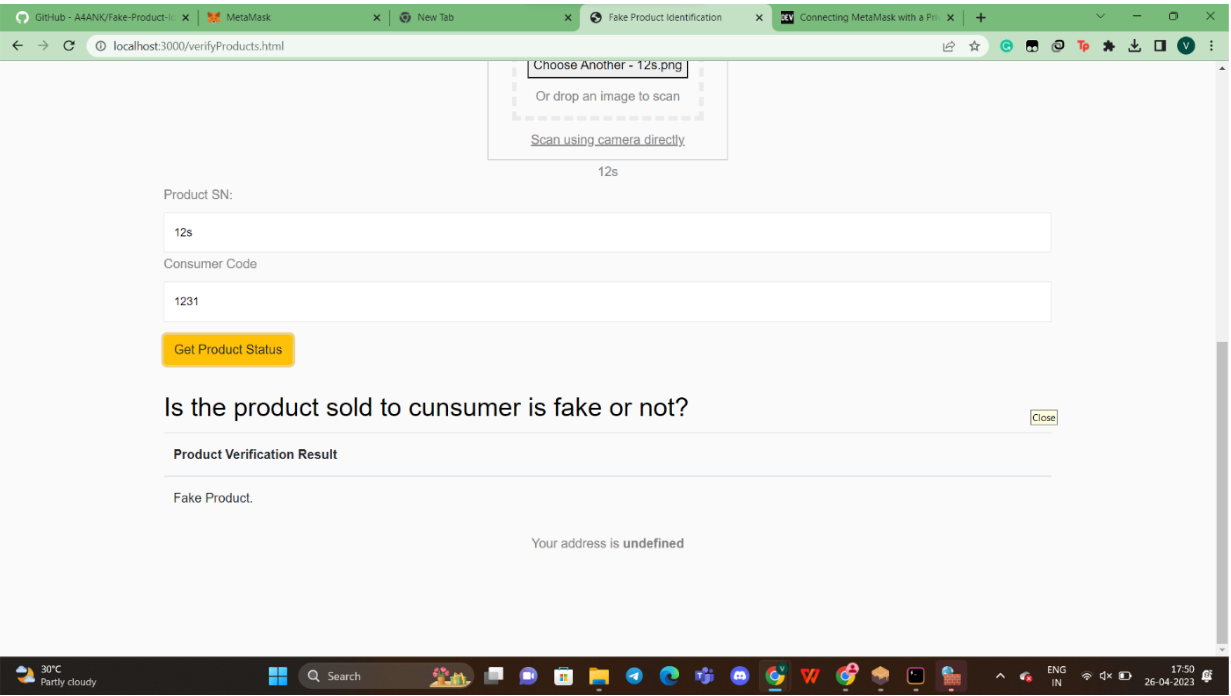 GitHub - A4ANK/Fake-Product-Id
MetaMask
New Tab
Fake Product Identification
Connecting MetaMask with a Pri
localhost:3000/verifyProducts.html
Tp
V
Choose Another - 12s.png
Or drop an image to scan
Scan using camera directly
12s
Product SN:
12s
Consumer Code
1231
Get Product Status
Is the product sold to cunsumer is fake or not?
Close
Product Verification Result
Fake Product.
Your address is undefined
30°C
Partly cloudy
Search
ENG
IN
17:50
26-04-2023